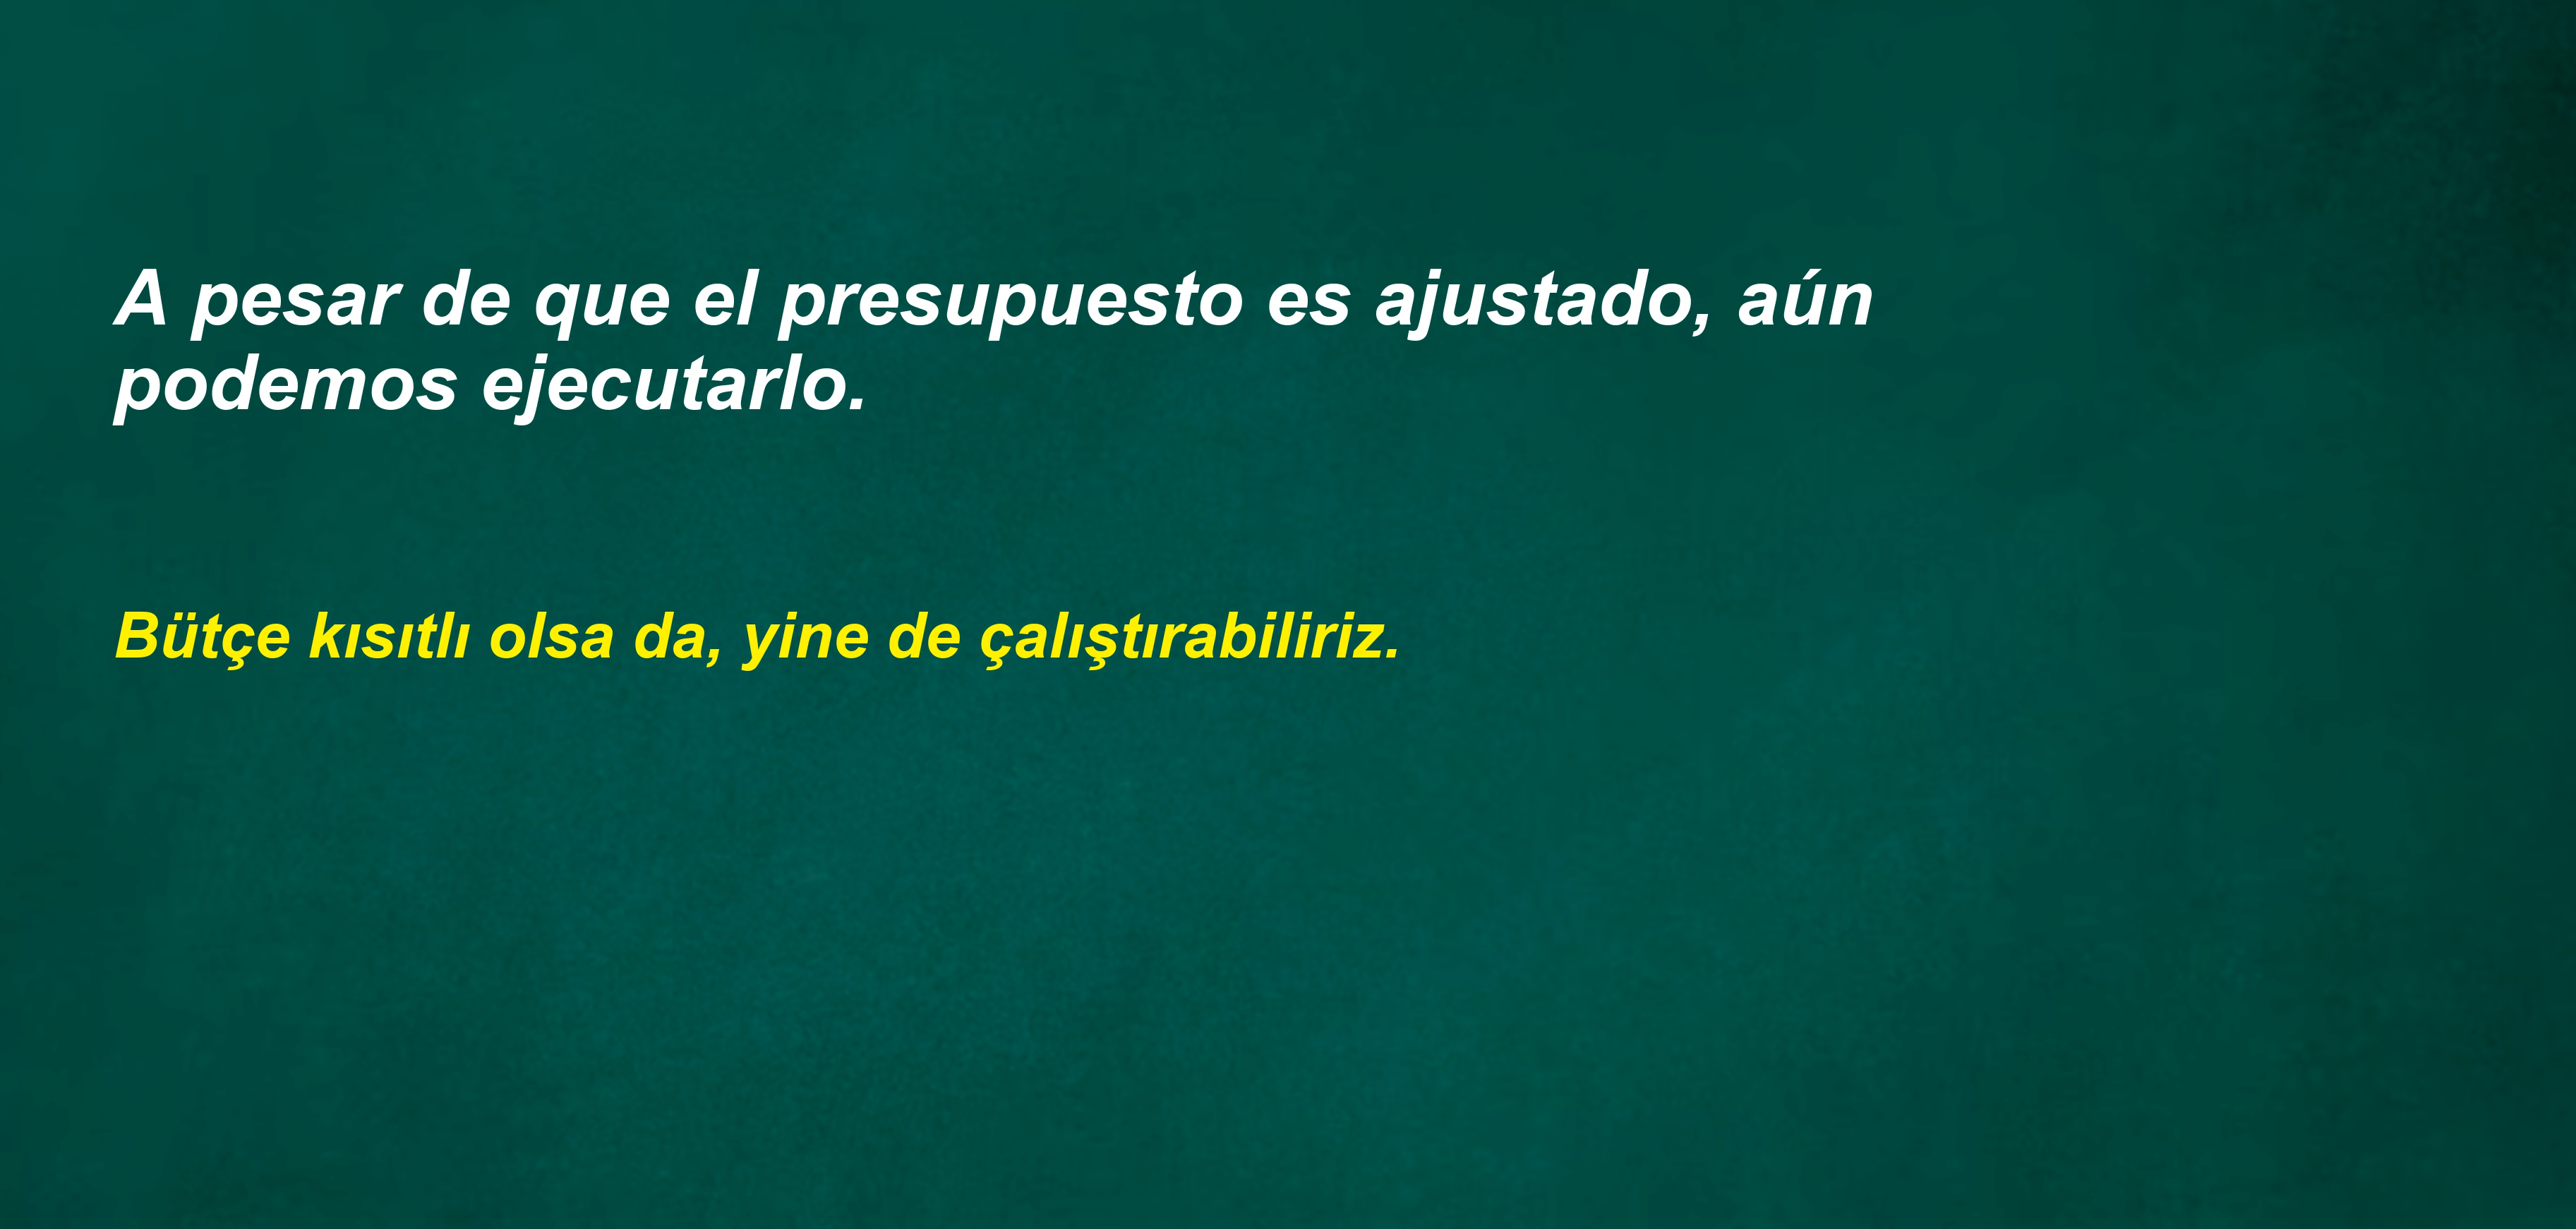 A pesar de que el presupuesto es ajustado, aún
podemos ejecutarlo.
Bütçe kısıtlı olsa da, yine de çalıştırabiliriz.